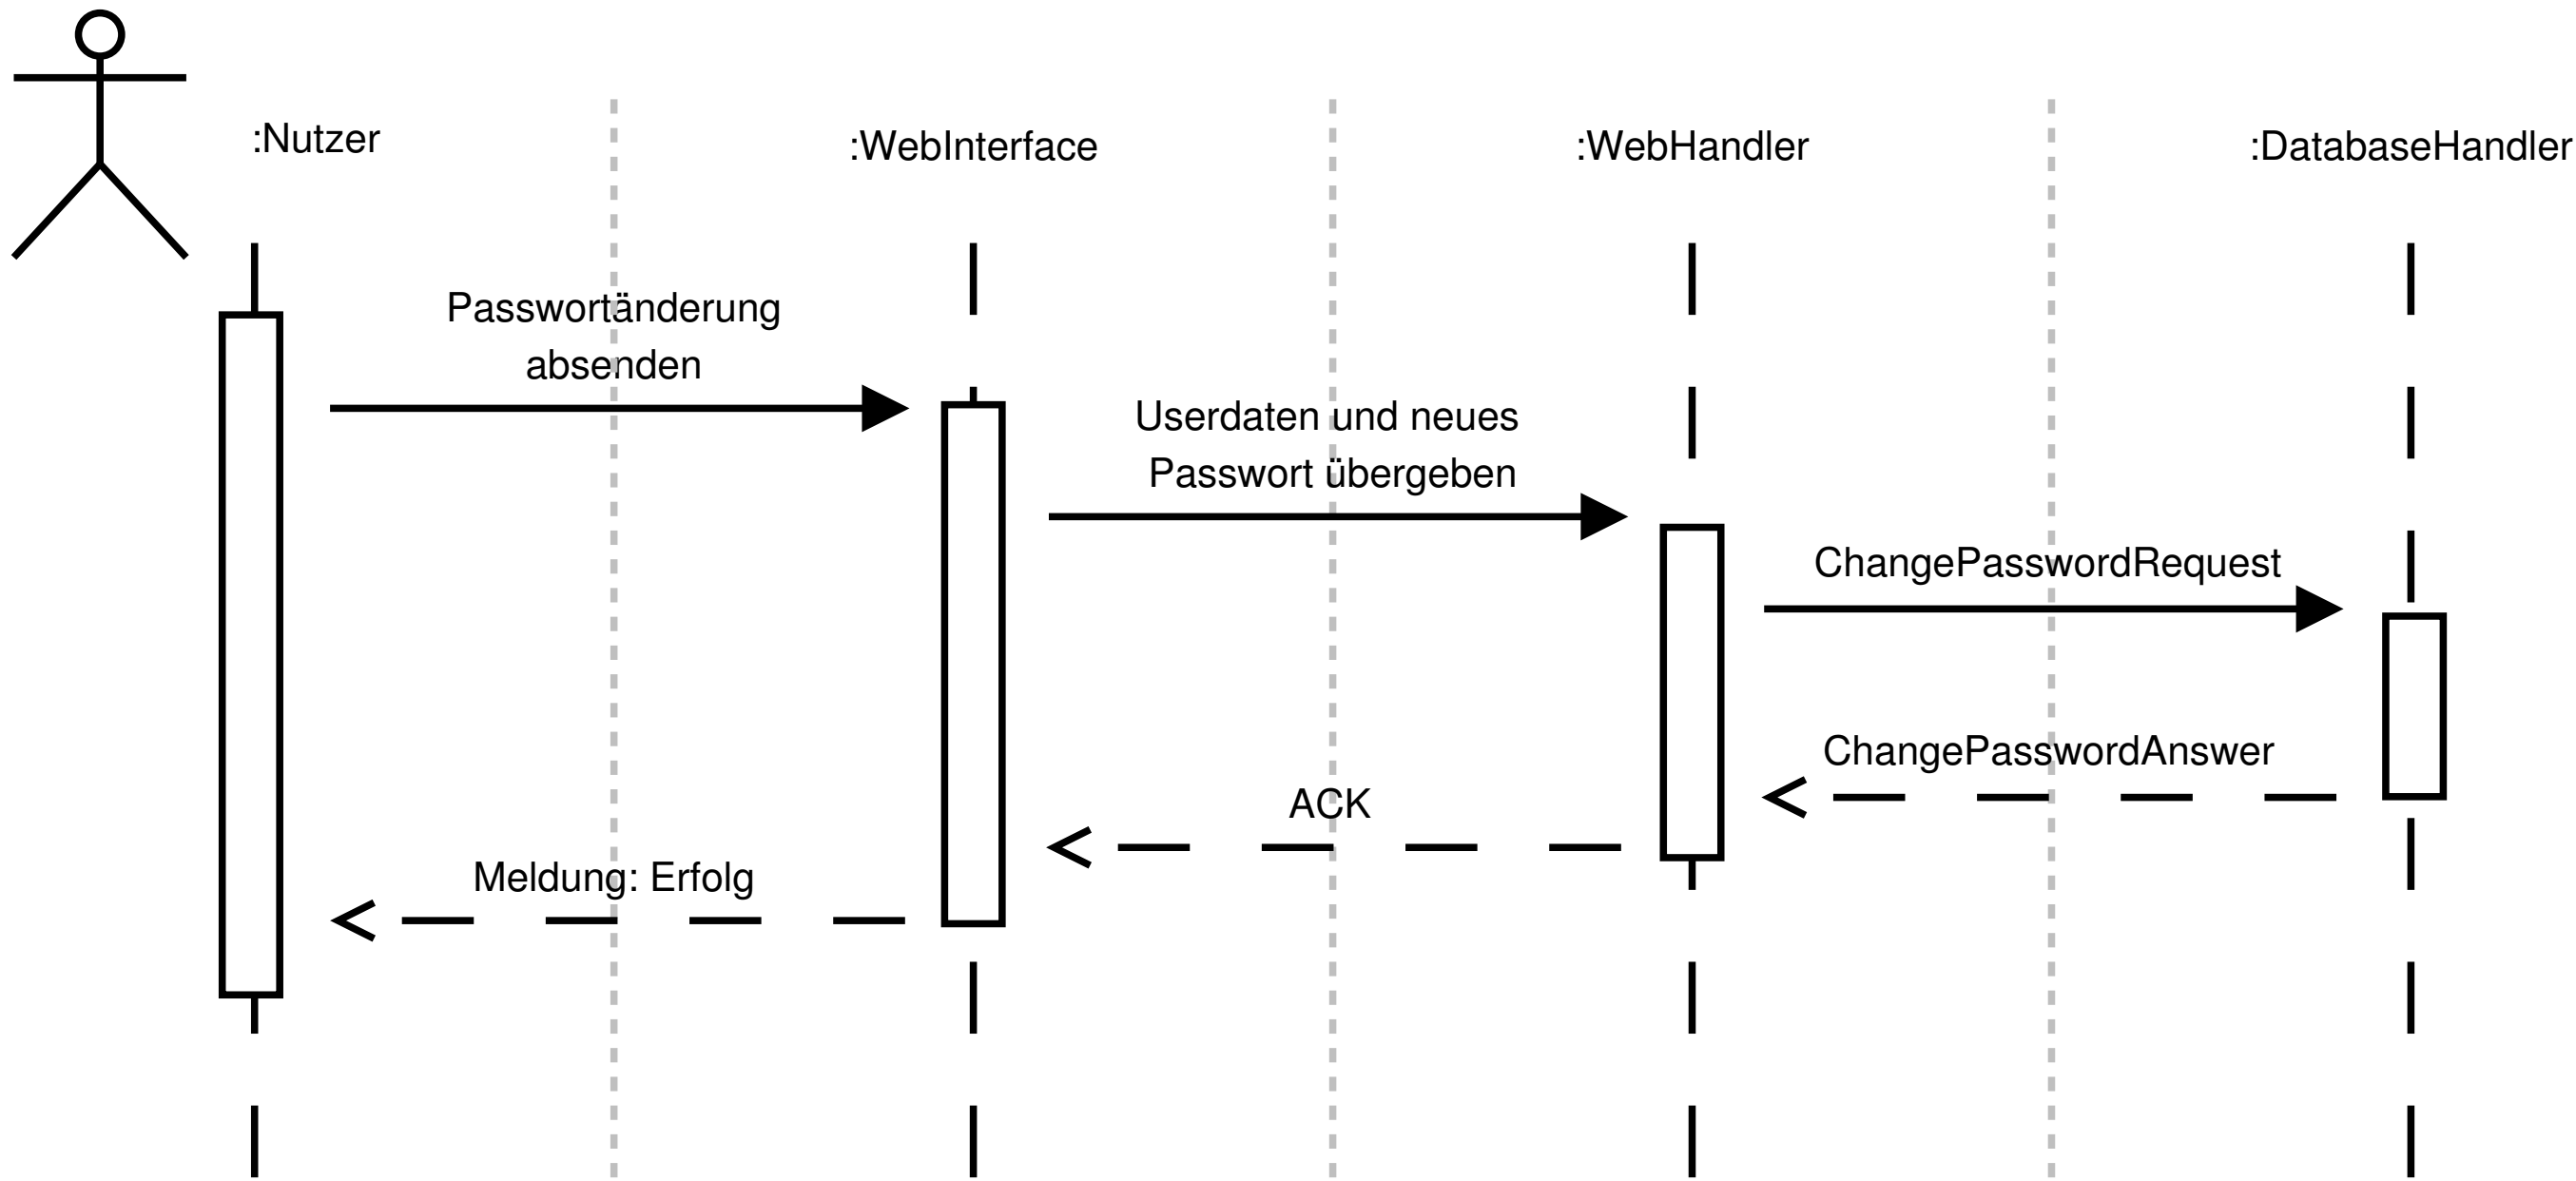 :Nutzer
:WebInterface
:WebHandler
:DatabaseHandler
Passwortänderung
absenden
Userdaten und neues
Passwort übergeben
ChangePasswordRequest
ChangePasswordAnswer
ACK
Meldung: Erfolg